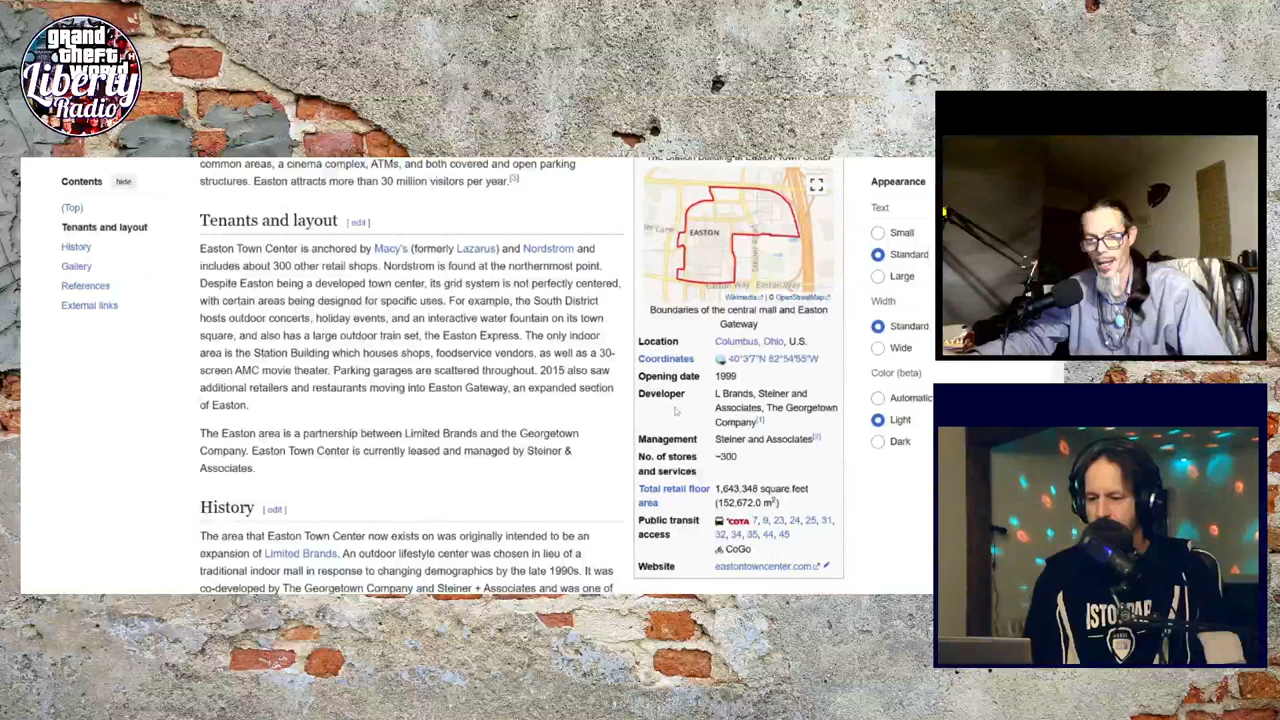 grand
theft
world
Liberty
Radio
common areas, a cinema complex, ATMs, and both covered and open parking
structures. Easton attracts more than 30 million visitors per year.[3]
Contents hide
(Top)
Tenants and layout
History
Gallery
References
External links
Tenants and layout [ edit ]
Easton Town Center is anchored by Macy's (formerly Lazarus) and Nordstrom and
includes about 300 other retail shops. Nordstrom is found at the northernmost point.
Despite Easton being a developed town center, its grid system is not perfectly centered,
with certain areas being designed for specific uses. For example, the South District
hosts outdoor concerts, holiday events, and an interactive water fountain on its town
square, and also has a large outdoor train set, the Easton Express. The only indoor
area is the Station Building which houses shops, foodservice vendors, as well as a 30-
screen AMC movie theater. Parking garages are scattered throughout. 2015 also saw
additional retailers and restaurants moving into Easton Gateway, an expanded section
of Easton.
The Easton area is a partnership between Limited Brands and the Georgetown
Company. Easton Town Center is currently leased and managed by Steiner &
Associates.
History [ edit ]
The area that Easton Town Center now exists on was originally intended to be an
expansion of Limited Brands. An outdoor lifestyle center was chosen in lieu of a
traditional indoor mall in response to changing demographics by the late 1990s. It was
co-developed by The Georgetown Company and Steiner + Associates and was one of
The Station Building at Easton Town Center
EASTON
Easton Way
Wikimedia | © OpenStreetMap
Boundaries of the central mall and Easton
Gateway
Location Columbus, Ohio, U.S.
Coordinates 40°3′7″N 82°54′55″W
Opening date 1999
Developer L Brands, Steiner and
Associates, The Georgetown
Company[1]
Management Steiner and Associates[2]
No. of stores ~300
and services
Total retail floor 1,643,348 square feet
area (152,672.0 m2)
Public transit COTA 7, 9, 23, 24, 25, 31,
access 32, 34, 35, 44, 45
CoGo
Website eastontowncenter.com
Appearance
Text
Small
Standard
Large
Width
Standard
Wide
Color (beta)
Automatic
Light
Dark